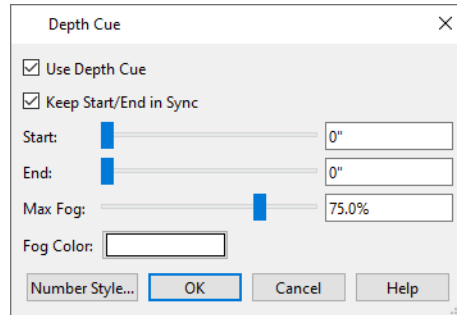 Depth Cue
Use Depth Cue
Keep Start/End in Sync
Start: 0"
End: 0"
Max Fog: 75.0%
Fog Color:
Number Style... OK Cancel Help